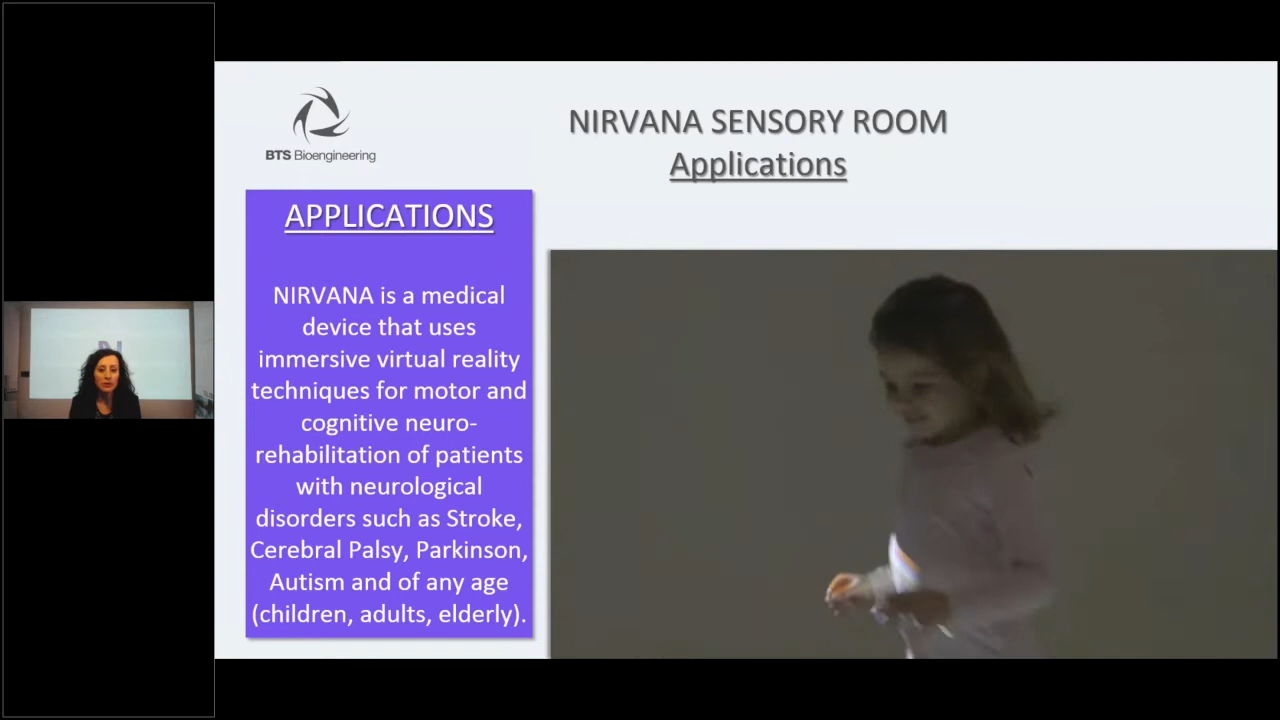 BTS Bioengineering
NIRVANA SENSORY ROOM
Applications
APPLICATIONS
NIRVANA is a medical
device that uses
immersive virtual reality
techniques for motor and
cognitive neuro-
rehabilitation of patients
with neurological
disorders such as Stroke,
Cerebral Palsy, Parkinson,
Autism and of any age
(children, adults, elderly).